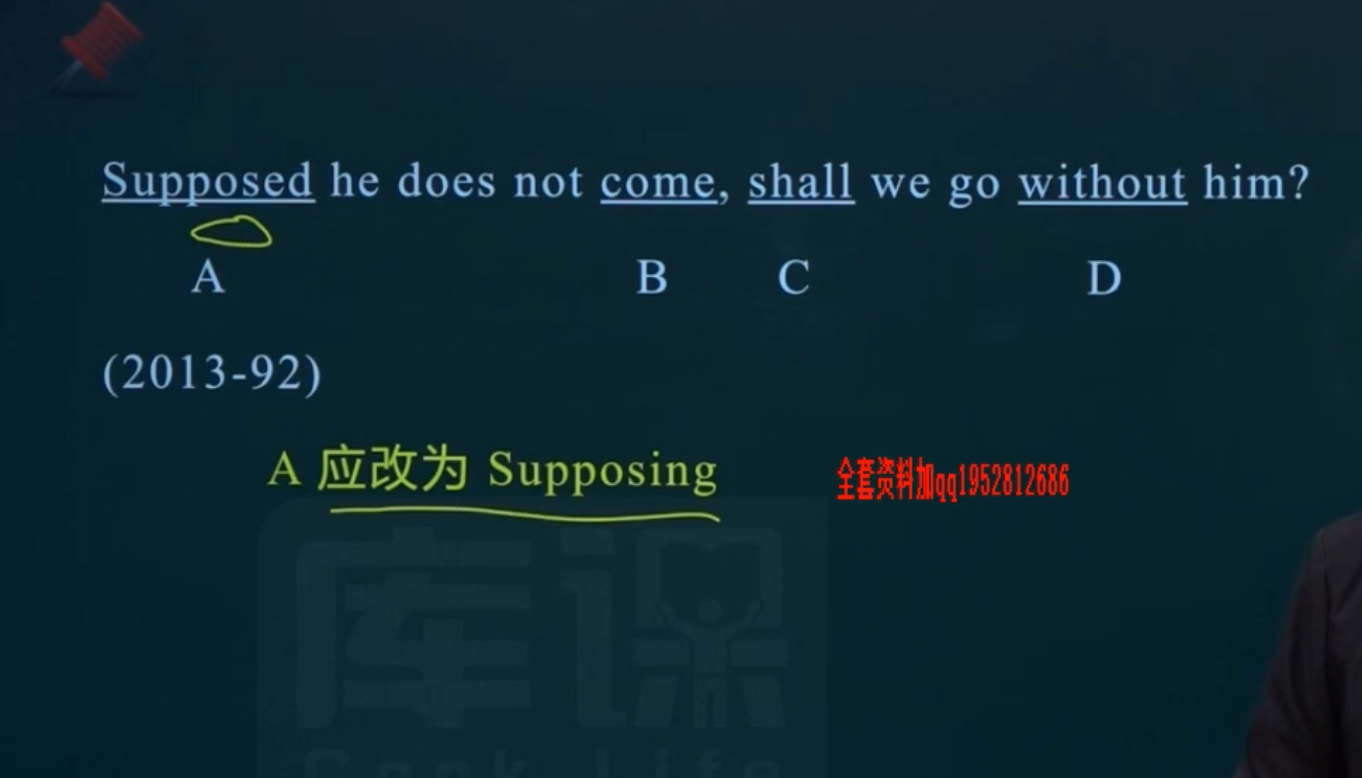 Supposed he does not come, shall we go without him?
A B C D
(2013-92)
A 应改为 Supposing
全套资料加qq1952812686
库课
Cook Life